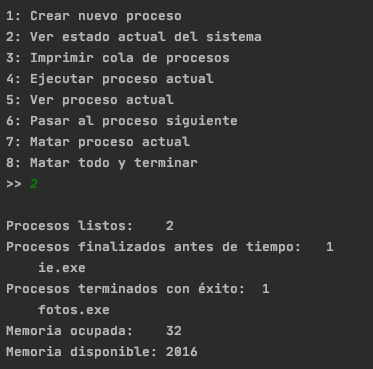 1: Crear nuevo proceso
2: Ver estado actual del sistema
3: Imprimir cola de procesos
4: Ejecutar proceso actual
5: Ver proceso actual
6: Pasar al proceso siguiente
7: Matar proceso actual
8: Matar todo y terminar
>> 2
Procesos listos: 2
Procesos finalizados antes de tiempo: 1
ie.exe
Procesos terminados con éxito: 1
fotos.exe
Memoria ocupada: 32
Memoria disponible: 2016